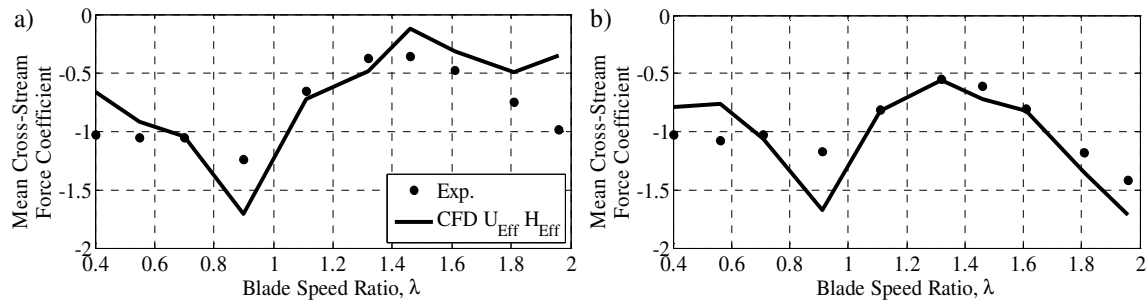 a)
Mean Cross-Stream
Force Coefficient
0
-0.5
-1
-1.5
-2
0.4 0.6 0.8 1 1.2 1.4 1.6 1.8 2
Blade Speed Ratio, λ
Exp.
CFD U_Eff H_Eff
b)
Mean Cross-Stream
Force Coefficient
0
-0.5
-1
-1.5
-2
0.4 0.6 0.8 1 1.2 1.4 1.6 1.8 2
Blade Speed Ratio, λ